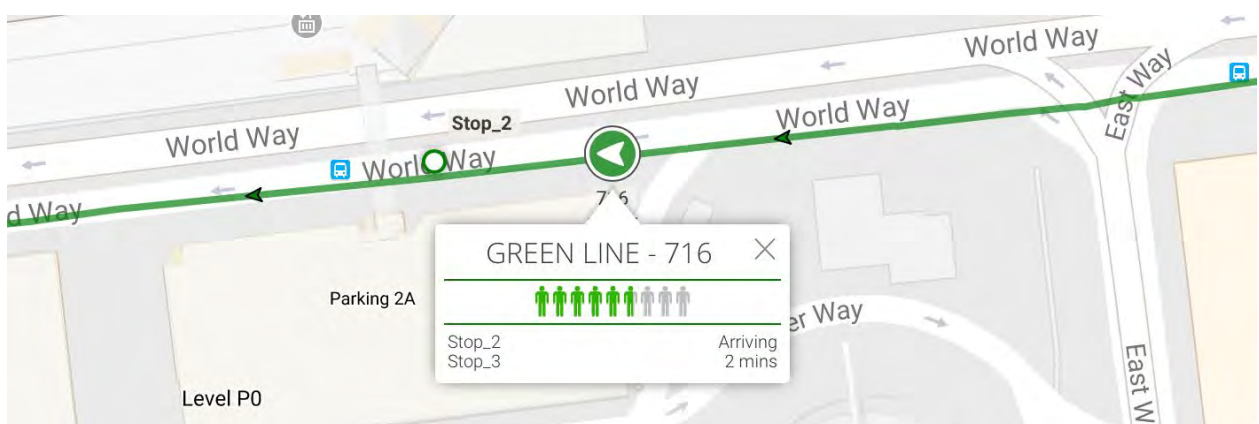 World Way
East Way
World Way
World Way
Stop_2
World Way
World Way
d Way
716
GREEN LINE - 716
Stop_2 Arriving
Stop_3 2 mins
Parking 2A
er Way
Level P0
East W